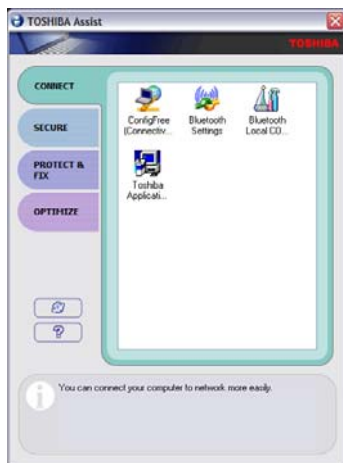 TOSHIBA Assist
TOSHIBA
CONNECT
SECURE
PROTECT &
FIX
OPTIMIZE
ConfigFree
(Connectiv...
Bluetooth
Settings
Bluetooth
Local CO...
Toshiba
Applicati...
?
i
You can connect your computer to network more easily.